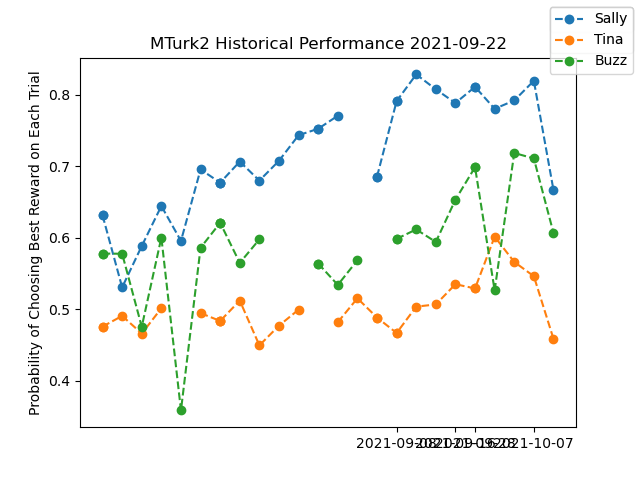 MTurk2 Historical Performance 2021-09-22
Sally
Tina
Buzz
Probability of Choosing Best Reward on Each Trial
0.8
0.7
0.6
0.5
0.4
2021-09-08
2021-10-07